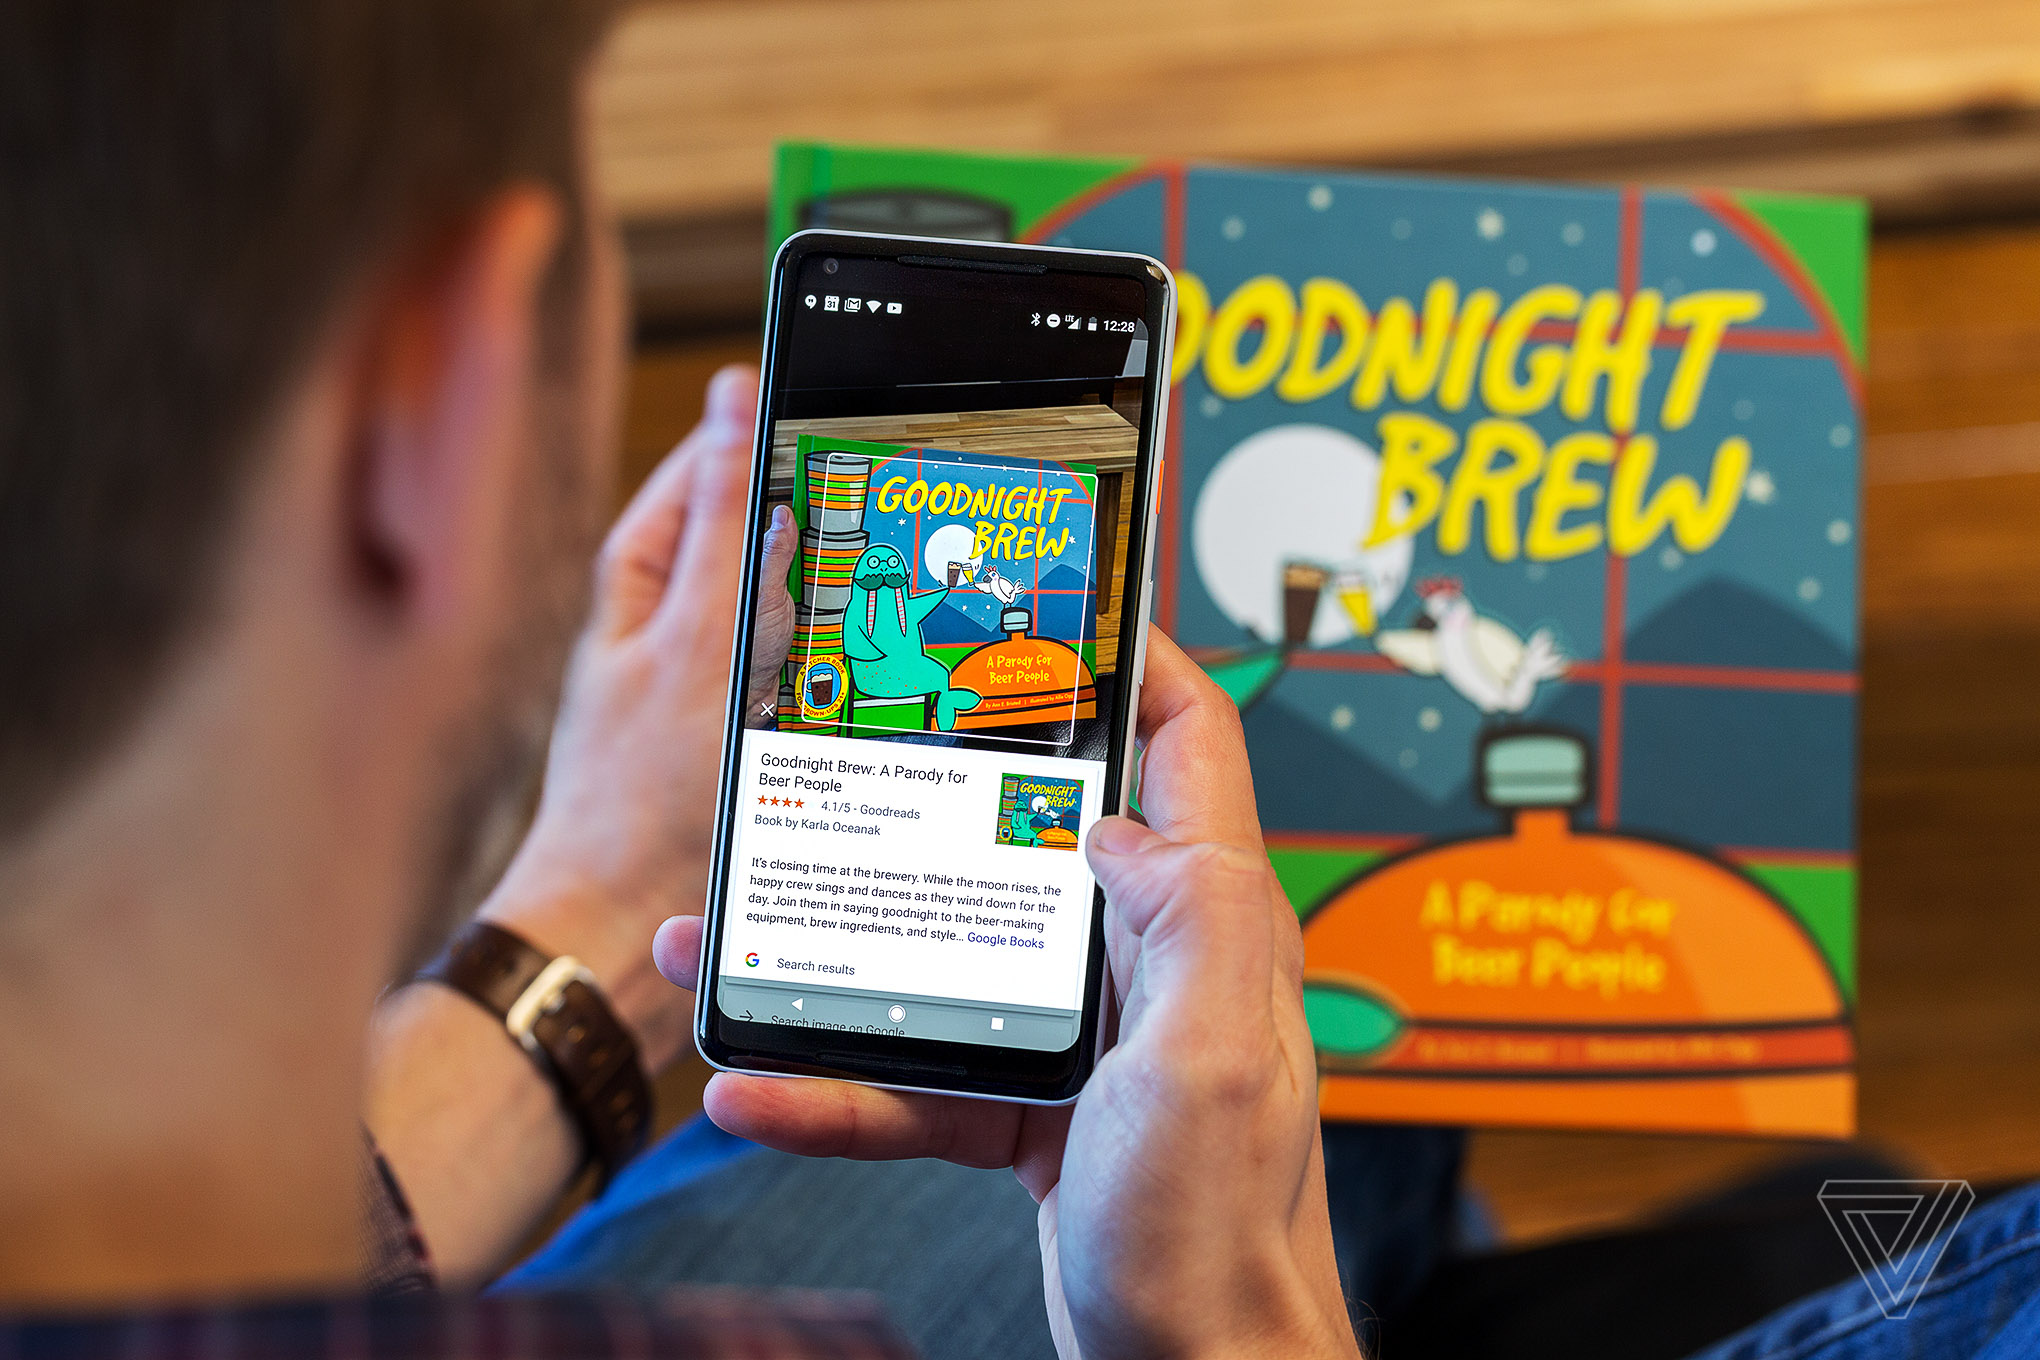 31
LTE
12:28
GOODNIGHT
BREW
A Parody for
Beer People
Goodnight Brew: A Parody for
Beer People
4.1/5 - Goodreads
Book by Karla Oceanak
GOODNIGHT
BREW
It's closing time at the brewery. While the moon rises, the
happy crew sings and dances as they wind down for the
day. Join them in saying goodnight to the beer-making
equipment, brew ingredients, and style... Google Books
G
Search results
Search image on Google
OODNIGHT
BREW
A Parody for
Beer People